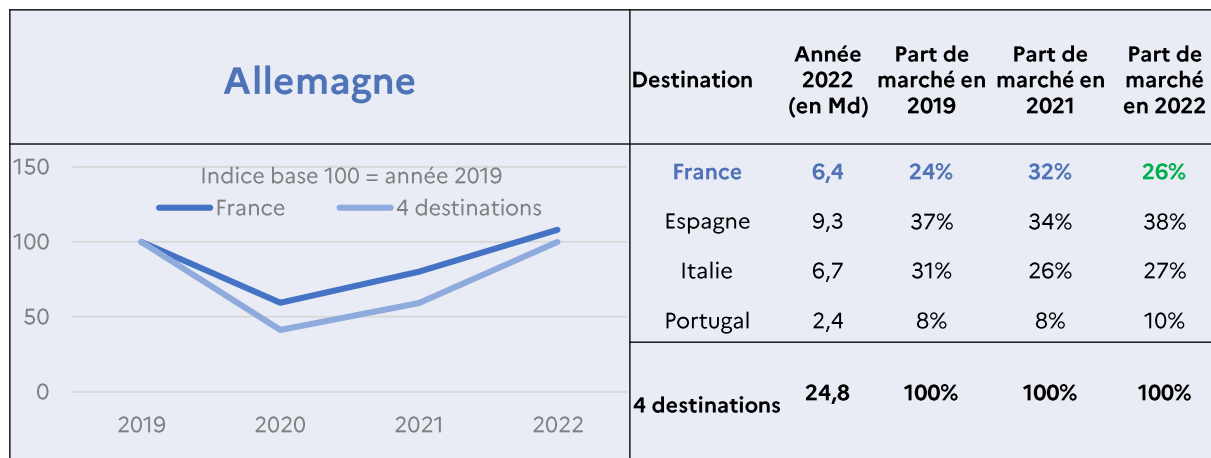 Allemagne
Destination
Année
2022
(en Md)
Part de
marché en
2019
Part de
marché en
2021
Part de
marché
en 2022
150
Indice base 100 = année 2019
France
4 destinations
100
50
0
2019 2020 2021 2022
France 6,4 24% 32% 26%
Espagne 9,3 37% 34% 38%
Italie 6,7 31% 26% 27%
Portugal 2,4 8% 8% 10%
4 destinations 24,8 100% 100% 100%